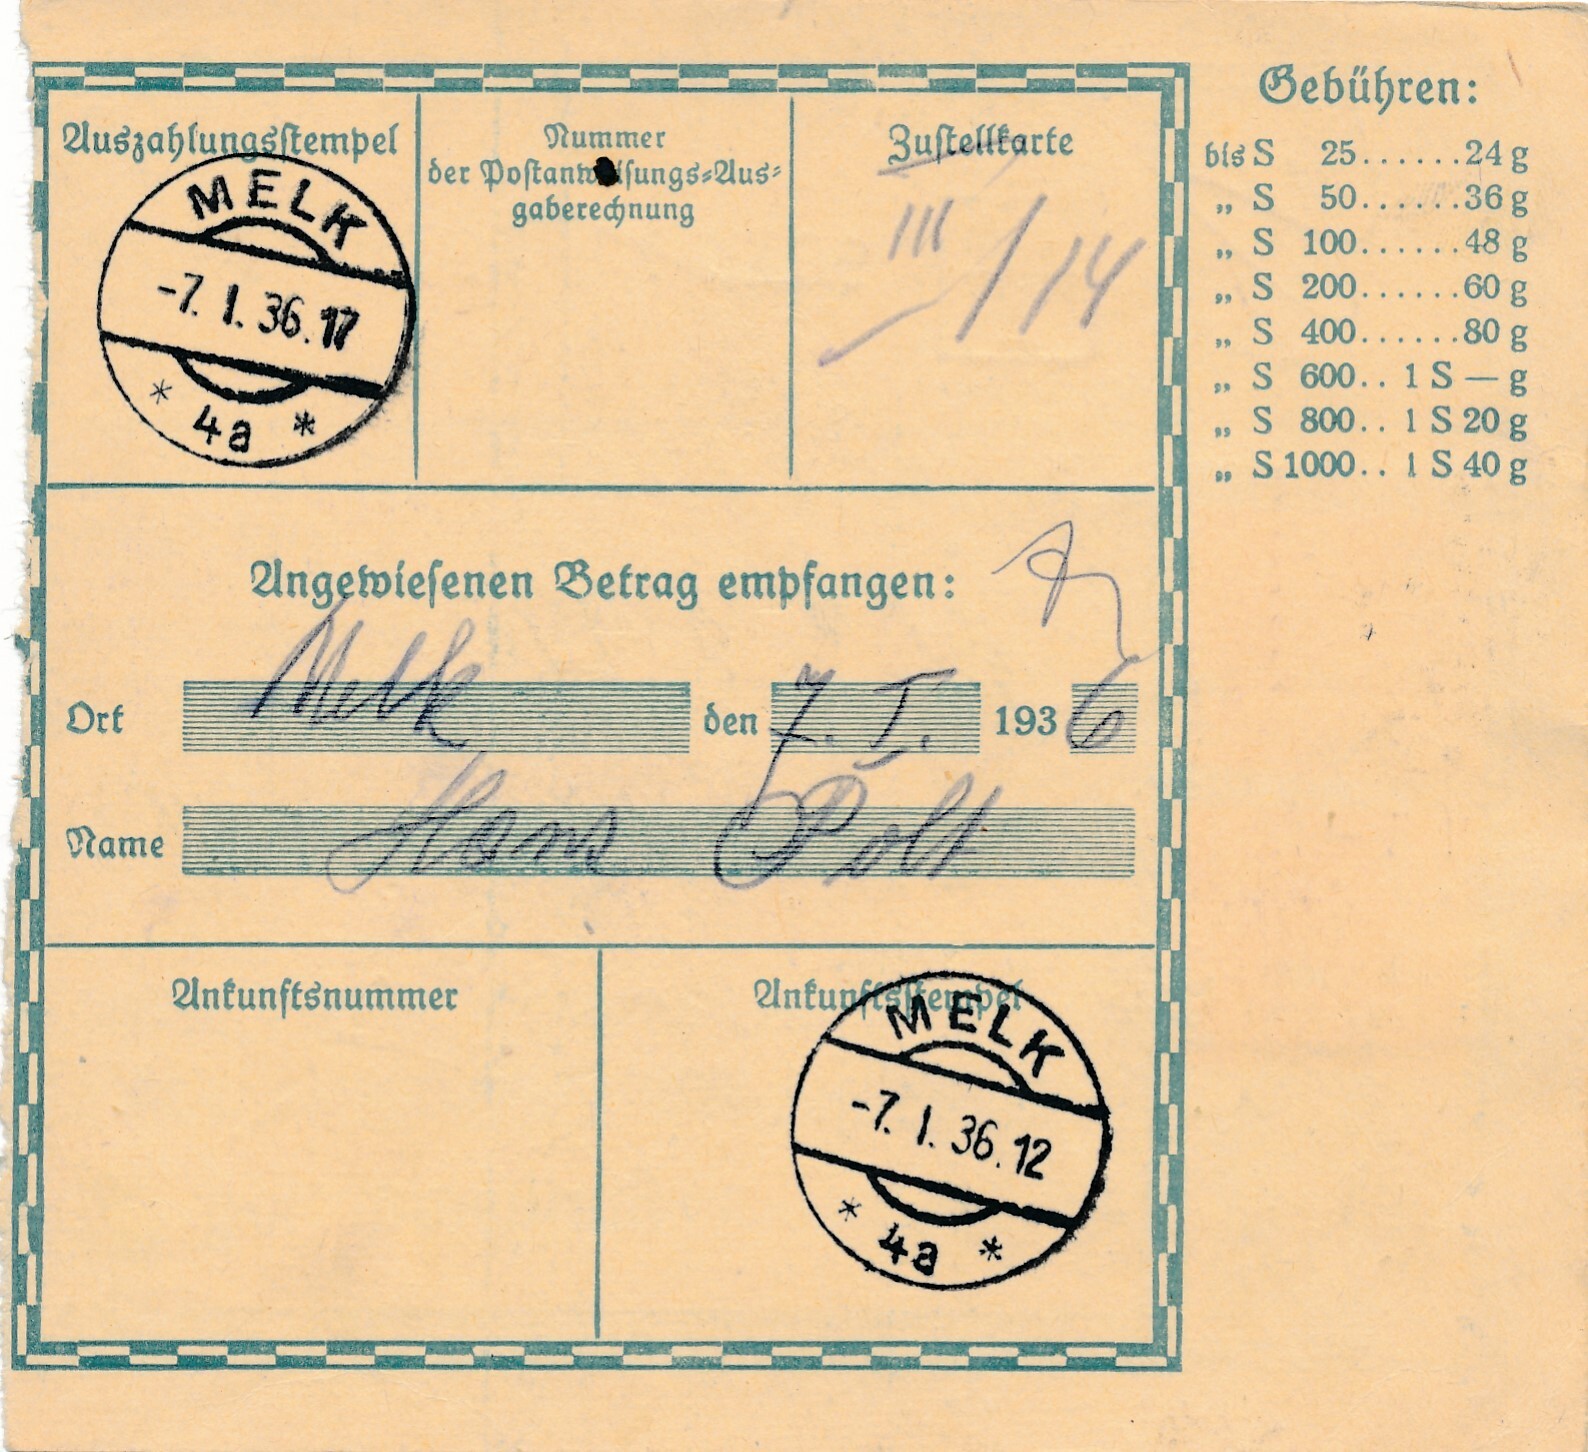 Gebühren:
bis S 25......24 g
„ S 50......36 g
„ S 100......48 g
„ S 200......60 g
„ S 400......80 g
„ S 600.. 1 S — g
„ S 800.. 1 S 20 g
„ S 1000.. 1 S 40 g
Auszahlungsstempel
MELK
-7. I. 36. 17
* 4a *
Nummer
der Postanweisungs-Aus-
gaberechnung
Zustellkarte
III / 14
Angewiesenen Betrag empfangen:
Ort Melk den 7. I. 1936
Name Hans Polt
Ankunftsnummer
Ankunftsstempel
MELK
-7. I. 36. 12
* 4a *